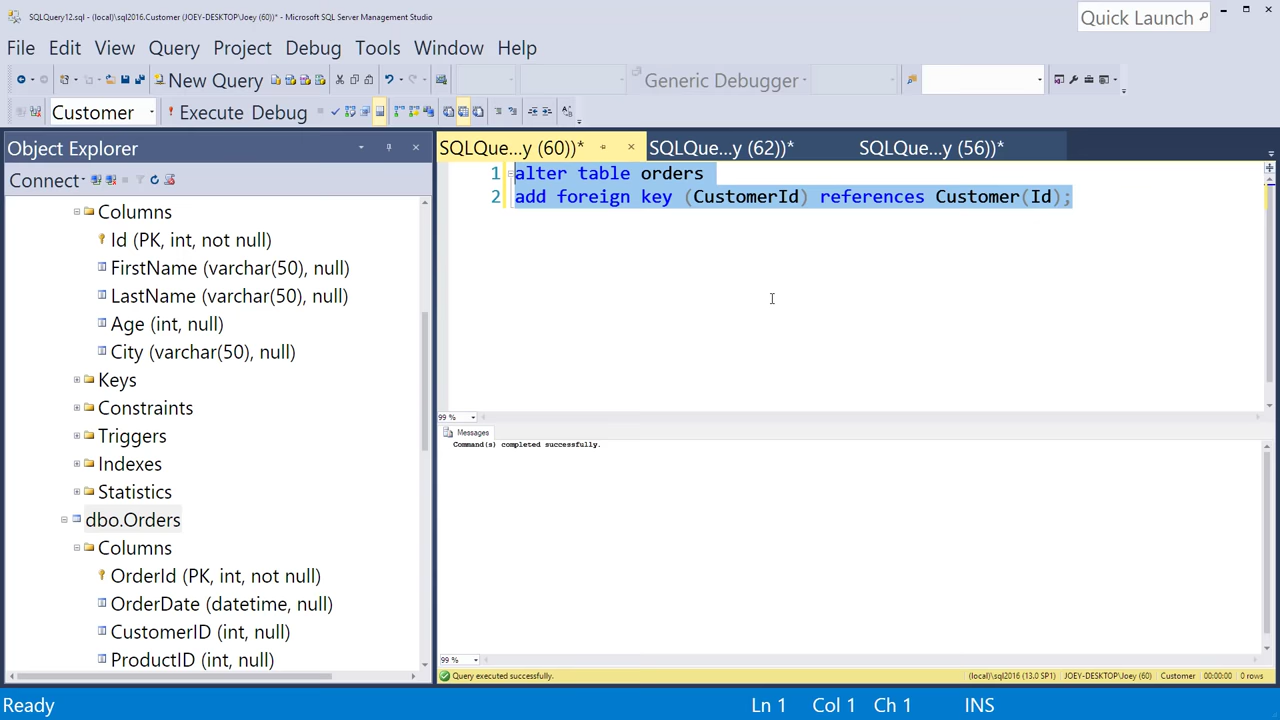 SQLQuery12.sql - (local)\sql2016.Customer (JOEY-DESKTOP\Joey (60))* - Microsoft SQL Server Management Studio
Quick Launch
File Edit View Query Project Debug Tools Window Help
New Query Generic Debugger
Customer Execute Debug
Object Explorer
Connect
Columns
Id (PK, int, not null)
FirstName (varchar(50), null)
LastName (varchar(50), null)
Age (int, null)
City (varchar(50), null)
Keys
Constraints
Triggers
Indexes
Statistics
dbo.Orders
Columns
OrderId (PK, int, not null)
OrderDate (datetime, null)
CustomerID (int, null)
ProductID (int, null)
SQLQue...y (60))* SQLQue...y (62))* SQLQue...y (56))*
1 alter table orders
2 add foreign key (CustomerId) references Customer(Id);
99 %
Messages
Command(s) completed successfully.
99 %
Query executed successfully. (local)\sql2016 (13.0 SP1) JOEY-DESKTOP\Joey (60) Customer 00:00:00 0 rows
Ready Ln 1 Col 1 Ch 1 INS